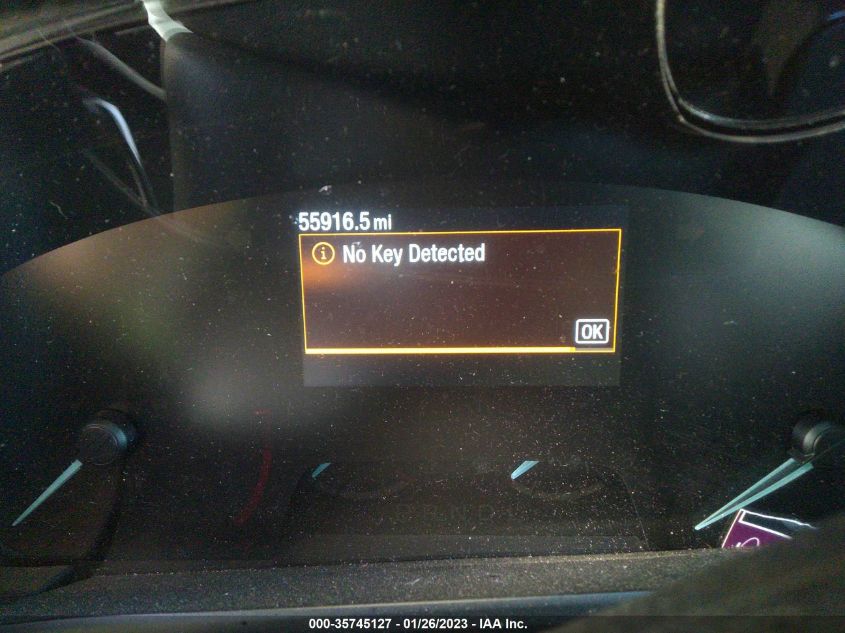 55916.5 mi
No Key Detected
OK
000-35745127 - 01/26/2023 - IAA Inc.